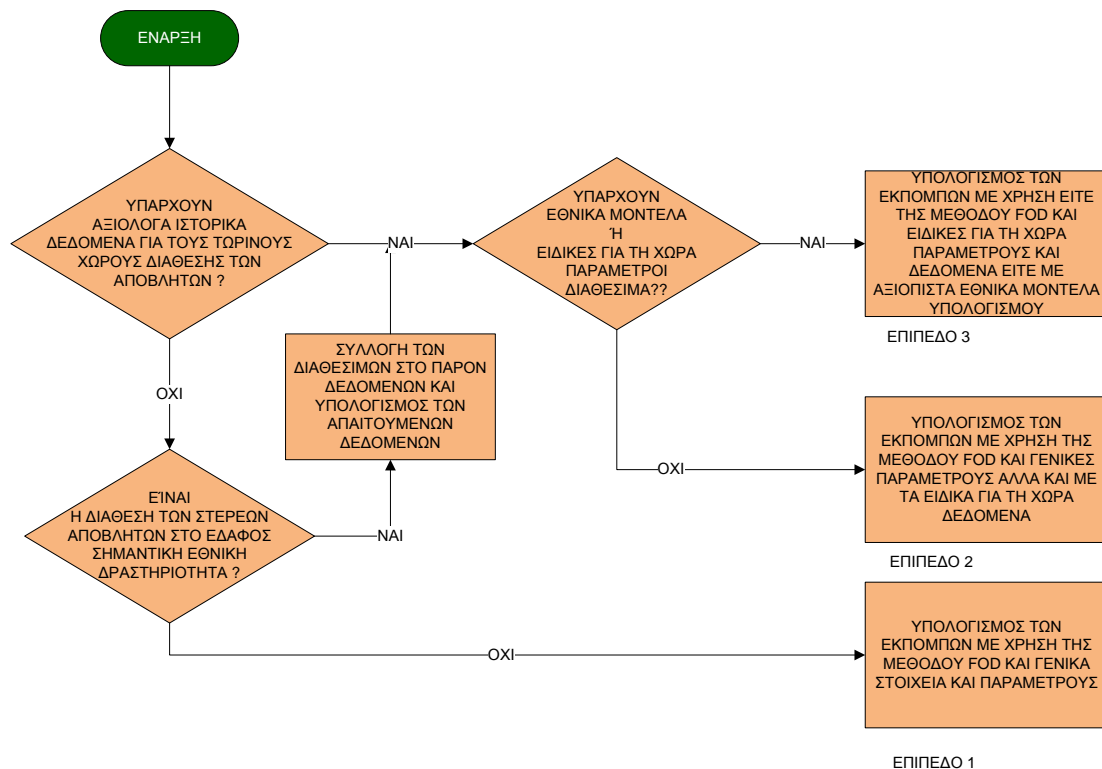 ΕΝΑΡΞΗ
ΥΠΑΡΧΟΥΝ
ΑΞΙΟΛΟΓΑ ΙΣΤΟΡΙΚΑ
ΔΕΔΟΜΕΝΑ ΓΙΑ ΤΟΥΣ ΤΩΡΙΝΟΥΣ
ΧΩΡΟΥΣ ΔΙΑΘΕΣΗΣ ΤΩΝ
ΑΠΟΒΛΗΤΩΝ ?
ΝΑΙ
ΥΠΑΡΧΟΥΝ
ΕΘΝΙΚΑ ΜΟΝΤΕΛΑ
Ή
ΕΙΔΙΚΕΣ ΓΙΑ ΤΗ ΧΩΡΑ
ΠΑΡΑΜΕΤΡΟΙ
ΔΙΑΘΕΣΙΜΑ??
ΝΑΙ
ΥΠΟΛΟΓΙΣΜΟΣ ΤΩΝ
ΕΚΠΟΜΠΩΝ ΜΕ ΧΡΗΣΗ ΕΙΤΕ
ΤΗΣ ΜΕΘΟΔΟΥ FOD ΚΑΙ
ΕΙΔΙΚΕΣ ΓΙΑ ΤΗ ΧΩΡΑ
ΠΑΡΑΜΕΤΡΟΥΣ ΚΑΙ
ΔΕΔΟΜΕΝΑ ΕΙΤΕ ΜΕ
ΑΞΙΟΠΙΣΤΑ ΕΘΝΙΚΑ ΜΟΝΤΕΛΑ
ΥΠΟΛΟΓΙΣΜΟΥ
ΕΠΙΠΕΔΟ 3
ΟΧΙ
ΣΥΛΛΟΓΗ ΤΩΝ
ΔΙΑΘΕΣΙΜΩΝ ΣΤΟ ΠΑΡΟΝ
ΔΕΔΟΜΕΝΩΝ ΚΑΙ
ΥΠΟΛΟΓΙΣΜΟΣ ΤΩΝ
ΑΠΑΙΤΟΥΜΕΝΩΝ
ΔΕΔΟΜΕΝΩΝ
ΟΧΙ
ΥΠΟΛΟΓΙΣΜΟΣ ΤΩΝ
ΕΚΠΟΜΠΩΝ ΜΕ ΧΡΗΣΗ ΤΗΣ
ΜΕΘΟΔΟΥ FOD ΚΑΙ ΓΕΝΙΚΕΣ
ΠΑΡΑΜΕΤΡΟΥΣ ΑΛΛΑ ΚΑΙ ΜΕ
ΤΑ ΕΙΔΙΚΑ ΓΙΑ ΤΗ ΧΩΡΑ
ΔΕΔΟΜΕΝΑ
ΕΠΙΠΕΔΟ 2
ΕΊΝΑΙ
Η ΔΙΑΘΕΣΗ ΤΩΝ ΣΤΕΡΕΩΝ
ΑΠΟΒΛΗΤΩΝ ΣΤΟ ΕΔΑΦΟΣ
ΣΗΜΑΝΤΙΚΗ ΕΘΝΙΚΗ
ΔΡΑΣΤΗΡΙΟΤΗΤΑ ?
ΝΑΙ
ΟΧΙ
ΥΠΟΛΟΓΙΣΜΟΣ ΤΩΝ
ΕΚΠΟΜΠΩΝ ΜΕ ΧΡΗΣΗ ΤΗΣ
ΜΕΘΟΔΟΥ FOD ΚΑΙ ΓΕΝΙΚΑ
ΣΤΟΙΧΕΙΑ ΚΑΙ ΠΑΡΑΜΕΤΡΟΥΣ
ΕΠΙΠΕΔΟ 1